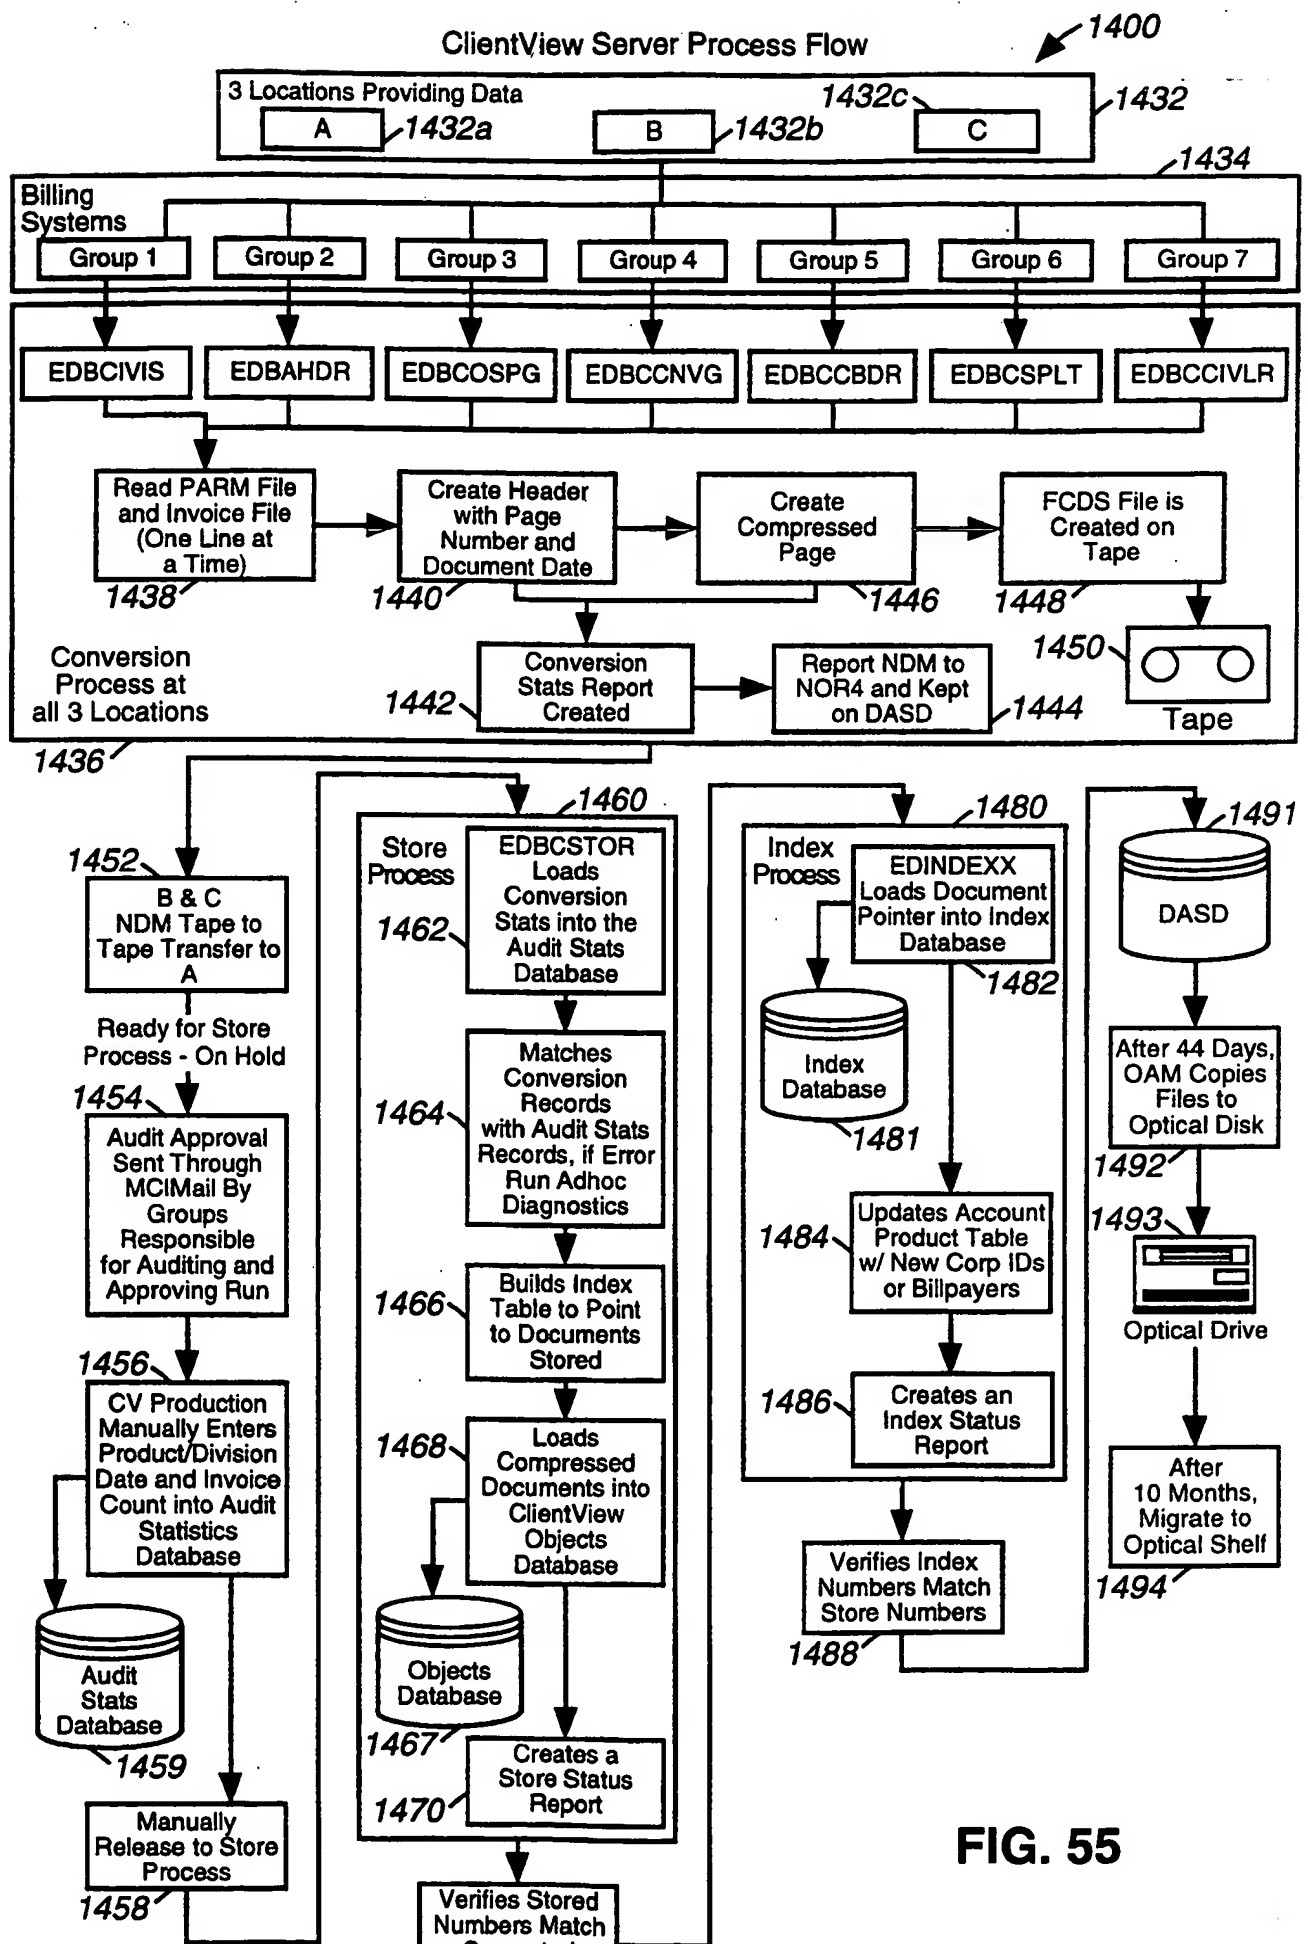 ClientView Server Process Flow
1400
3 Locations Providing Data
1432c
1432
A
1432a
B
1432b
C
1434
Billing
Systems
Group 1
Group 2
Group 3
Group 4
Group 5
Group 6
Group 7
EDBCIVIS
EDBAHDR
EDBCOSPG
EDBCCNVG
EDBCCBDR
EDBCSPLT
EDBCCIVLR
Read PARM File
and Invoice File
(One Line at
a Time)
1438
Create Header
with Page
Number and
Document Date
1440
Create
Compressed
Page
1446
FCDS File is
Created on
Tape
1448
1450
Tape
Conversion
Process at
all 3 Locations
1436
Conversion
Stats Report
Created
1442
Report NDM to
NOR4 and Kept
on DASD
1444
1452
B & C
NDM Tape to
Tape Transfer to
A
Ready for Store
Process - On Hold
1454
Audit Approval
Sent Through
MCIMail By
Groups
Responsible
for Auditing and
Approving Run
1456
CV Production
Manually Enters
Product/Division
Date and Invoice
Count into Audit
Statistics
Database
Audit
Stats
Database
1459
Manually
Release to Store
Process
1458
1460
Store
Process
EDBCSTOR
Loads
Conversion
Stats into the
Audit Stats
Database
1462
Matches
Conversion
Records
with Audit Stats
Records, if Error
Run Adhoc
Diagnostics
1464
Builds Index
Table to Point
to Documents
Stored
1466
Loads
Compressed
Documents into
ClientView
Objects
Database
1468
Objects
Database
1467
Creates a
Store Status
Report
1470
Verifies Stored
Numbers Match
1480
Index
Process
EDINDEXX
Loads Document
Pointer into Index
Database
1482
Index
Database
1481
Updates Account
Product Table
w/ New Corp IDs
or Billpayers
1484
Creates an
Index Status
Report
1486
Verifies Index
Numbers Match
Store Numbers
1488
1491
DASD
After 44 Days,
OAM Copies
Files to
Optical Disk
1492
1493
Optical Drive
After
10 Months,
Migrate to
Optical Shelf
1494
FIG. 55